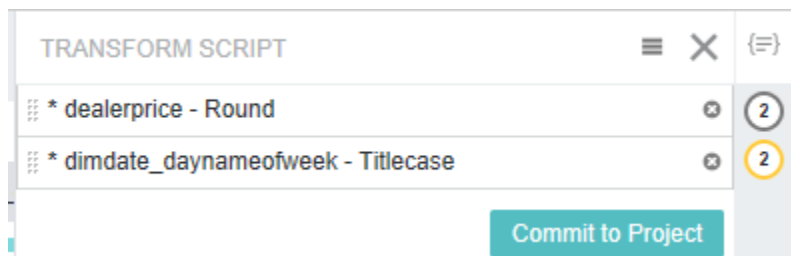 TRANSFORM SCRIPT
{=}
* dealerprice - Round
2
* dimdate_daynameofweek - Titlecase
2
Commit to Project